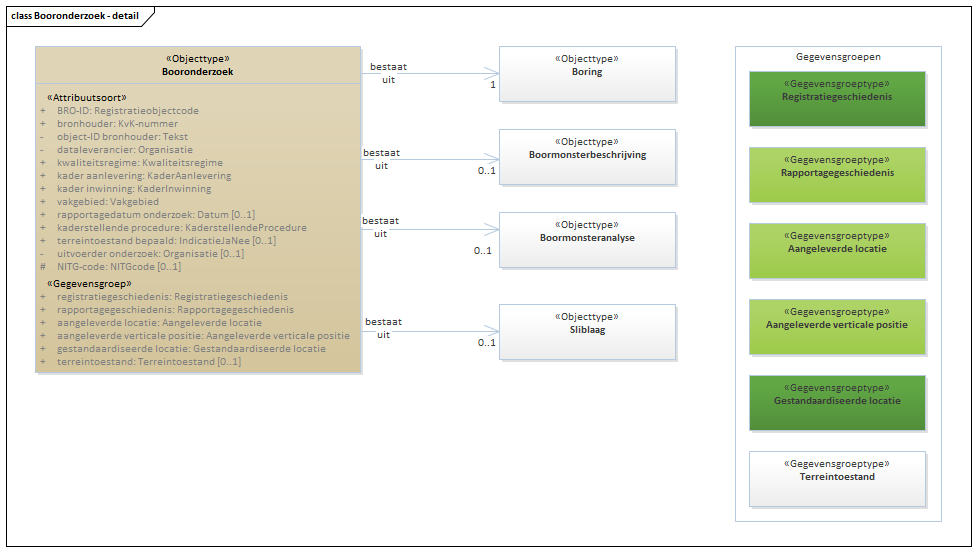 class Booronderzoek - detail
«Objecttype»
Booronderzoek
«Attribuutsoort»
+ BRO-ID: Registratieobjectcode
+ bronhouder: KvK-nummer
- object-ID bronhouder: Tekst
- dataleverancier: Organisatie
+ kwaliteitsregime: Kwaliteitsregime
+ kader aanlevering: KaderAanlevering
+ kader inwinning: KaderInwinning
+ vakgebied: Vakgebied
+ rapportagedatum onderzoek: Datum [0..1]
+ kaderstellende procedure: KaderstellendeProcedure
+ terreintoestand bepaald: IndicatieJaNee [0..1]
- uitvoerder onderzoek: Organisatie [0..1]
# NITG-code: NITGcode [0..1]
«Gegevensgroep»
+ registratiegeschiedenis: Registratiegeschiedenis
+ rapportagegeschiedenis: Rapportagegeschiedenis
+ aangeleverde locatie: Aangeleverde locatie
+ aangeleverde verticale positie: Aangeleverde verticale positie
+ gestandaardiseerde locatie: Gestandaardiseerde locatie
+ terreintoestand: Terreintoestand [0..1]
bestaat
uit
1
«Objecttype»
Boring
bestaat
uit
0..1
«Objecttype»
Boormonsterbeschrijving
bestaat
uit
0..1
«Objecttype»
Boormonsteranalyse
bestaat
uit
0..1
«Objecttype»
Sliblaag
Gegevensgroepen
«Gegevensgroeptype»
Registratiegeschiedenis
«Gegevensgroeptype»
Rapportagegeschiedenis
«Gegevensgroeptype»
Aangeleverde locatie
«Gegevensgroeptype»
Aangeleverde verticale positie
«Gegevensgroeptype»
Gestandaardiseerde locatie
«Gegevensgroeptype»
Terreintoestand